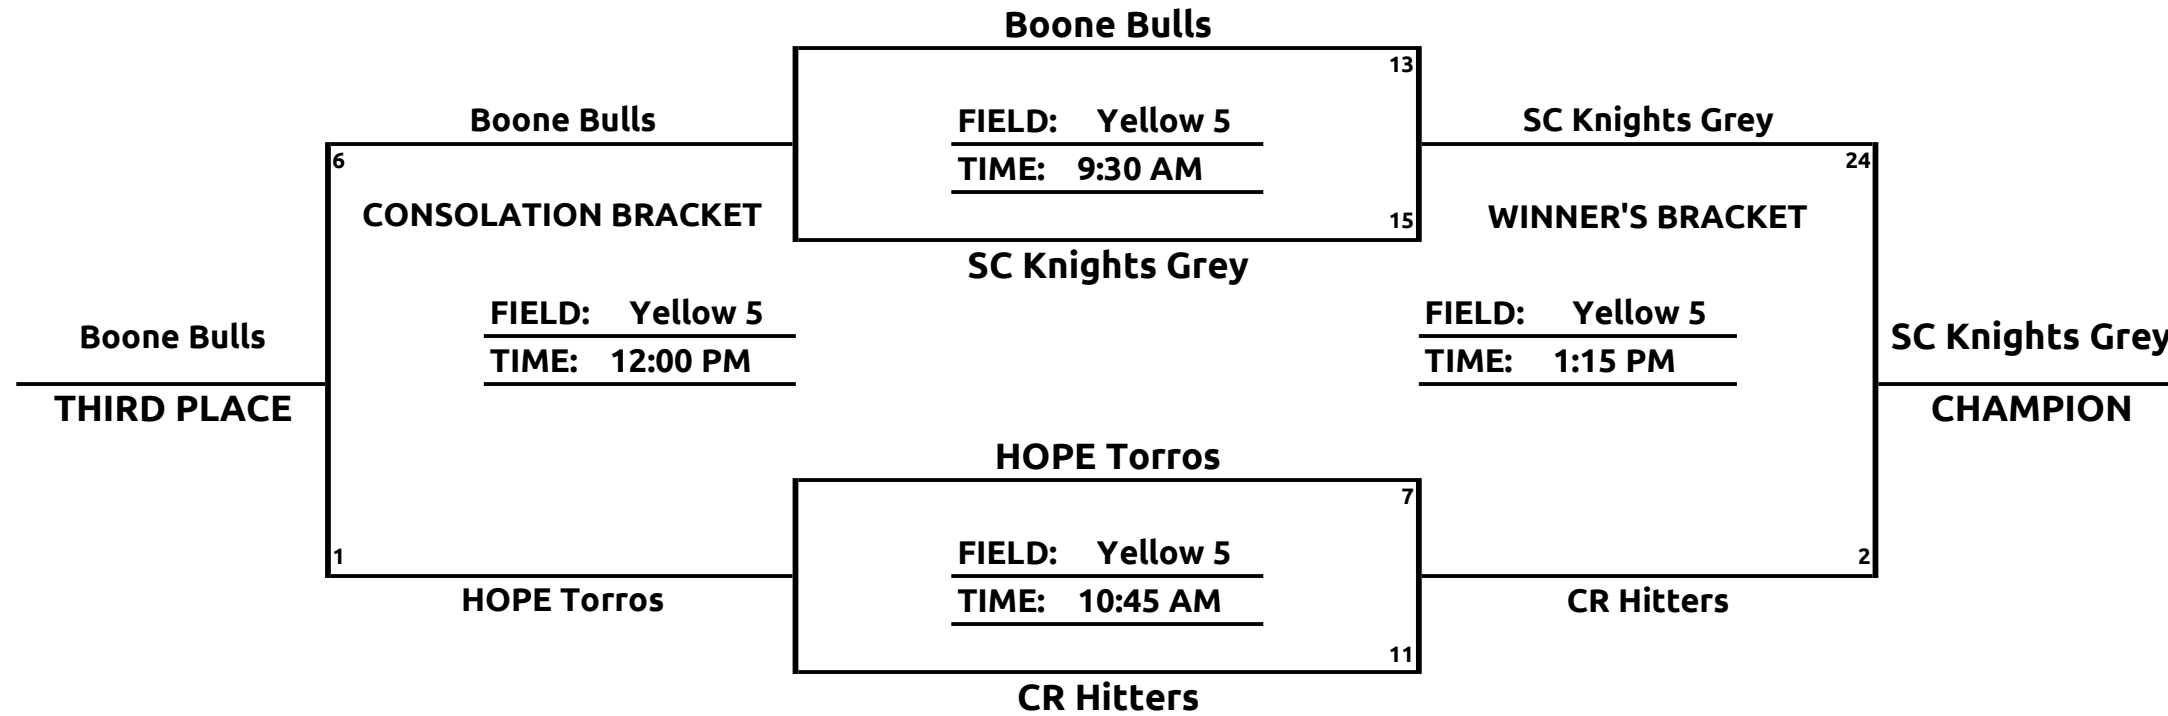 Boone Bulls
13
Boone Bulls
FIELD: Yellow 5
SC Knights Grey
6
TIME: 9:30 AM
24
CONSOLATION BRACKET
15
WINNER'S BRACKET
SC Knights Grey
FIELD: Yellow 5
FIELD: Yellow 5
Boone Bulls
SC Knights Grey
TIME: 12:00 PM
TIME: 1:15 PM
THIRD PLACE
CHAMPION
HOPE Torros
7
1
FIELD: Yellow 5
2
HOPE Torros
TIME: 10:45 AM
CR Hitters
11
CR Hitters